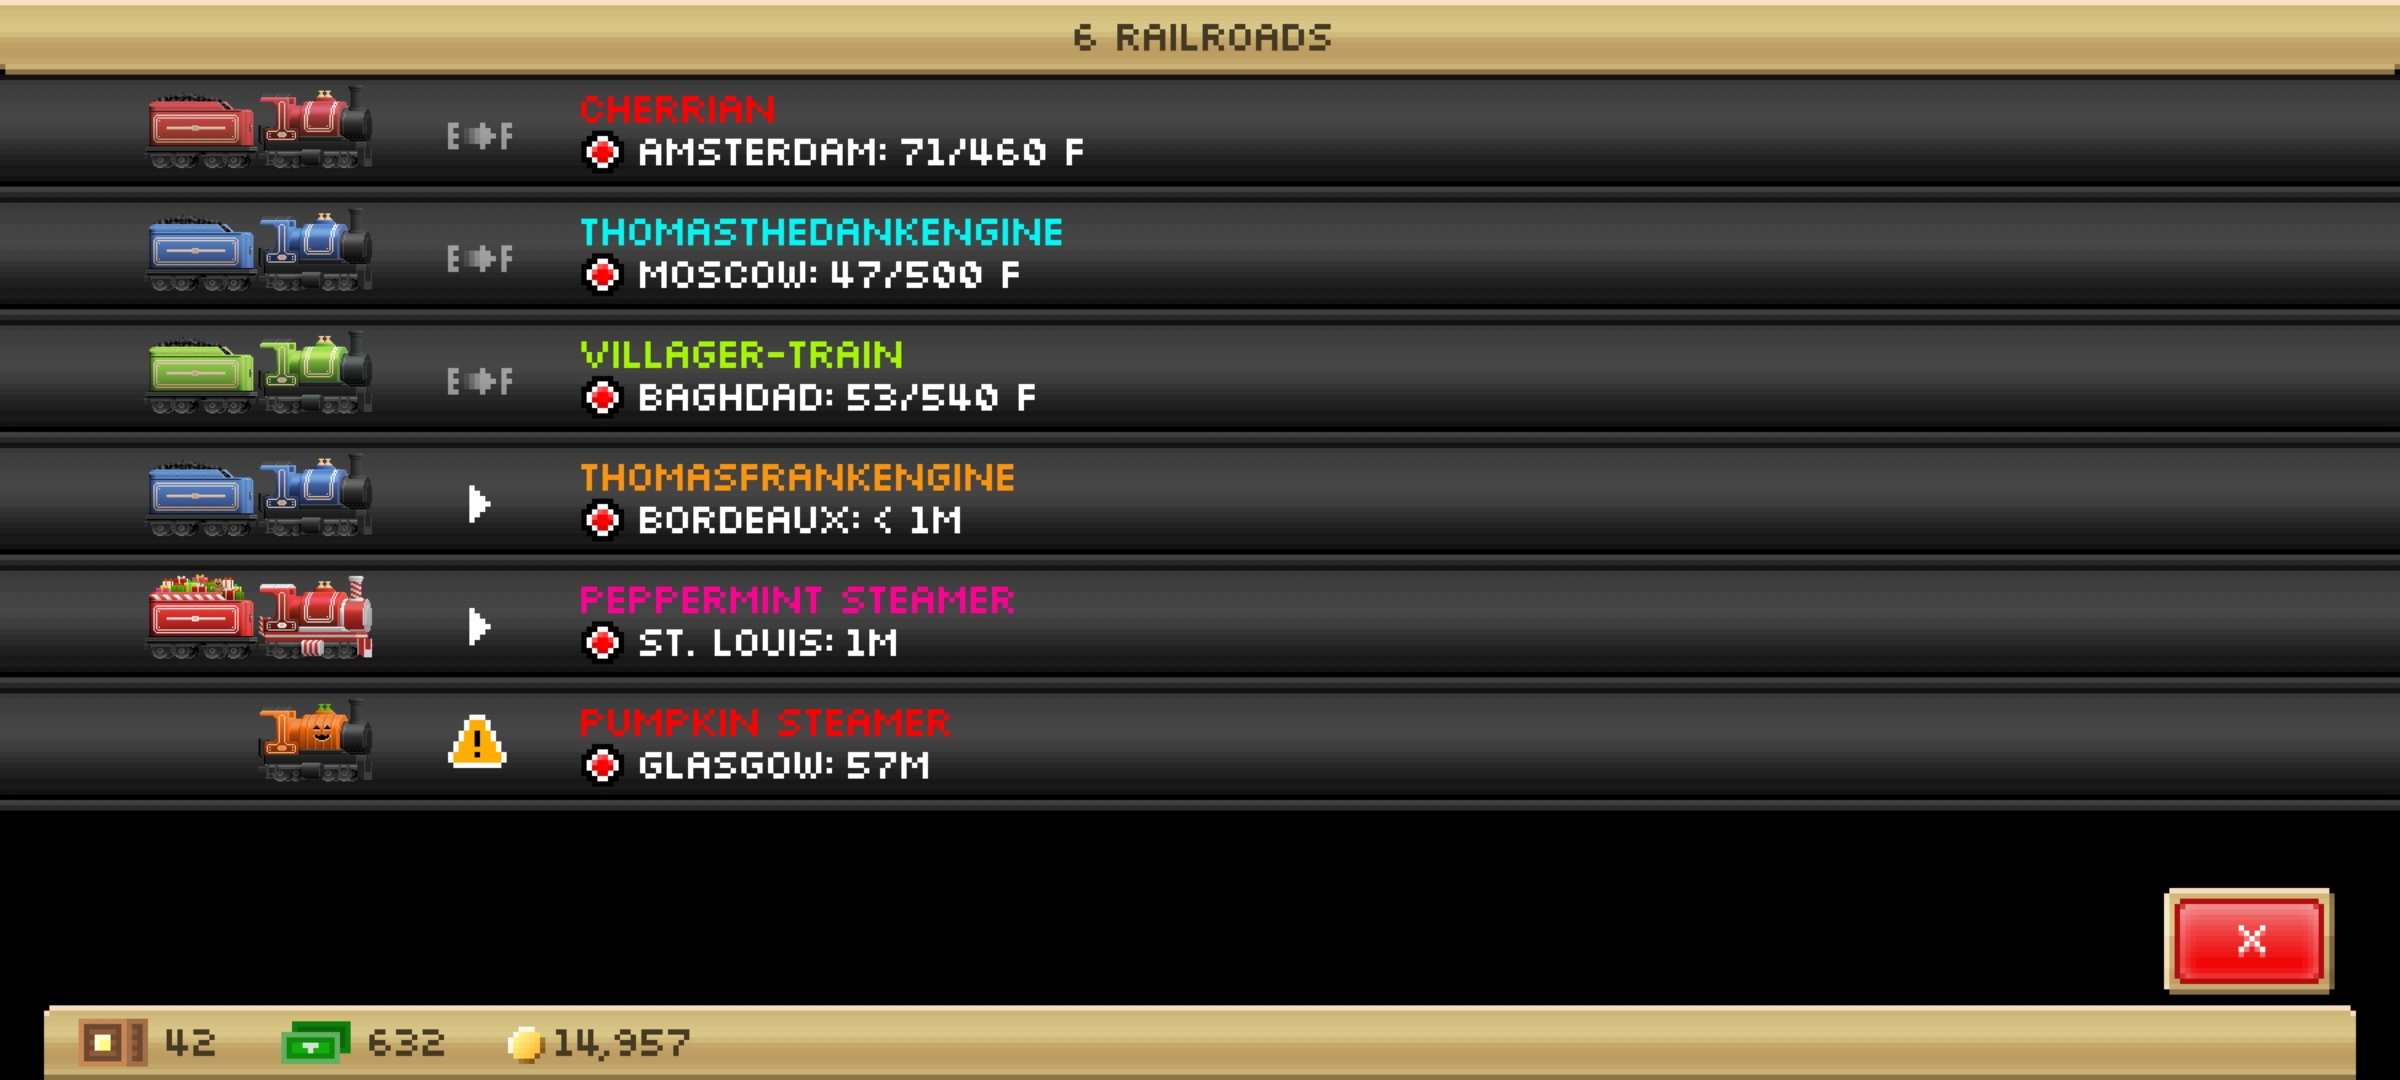 6 RAILROADS
E F
CHERRIAN
AMSTERDAM: 71/460 F
E F
THOMASTHEDANKENGINE
MOSCOW: 47/500 F
E F
VILLAGER-TRAIN
BAGHDAD: 53/540 F
THOMASFRANKENGINE
BORDEAUX: < 1M
PEPPERMINT STEAMER
ST. LOUIS: 1M
!
PUMPKIN STEAMER
GLASGOW: 57M
X
42 632 14,957